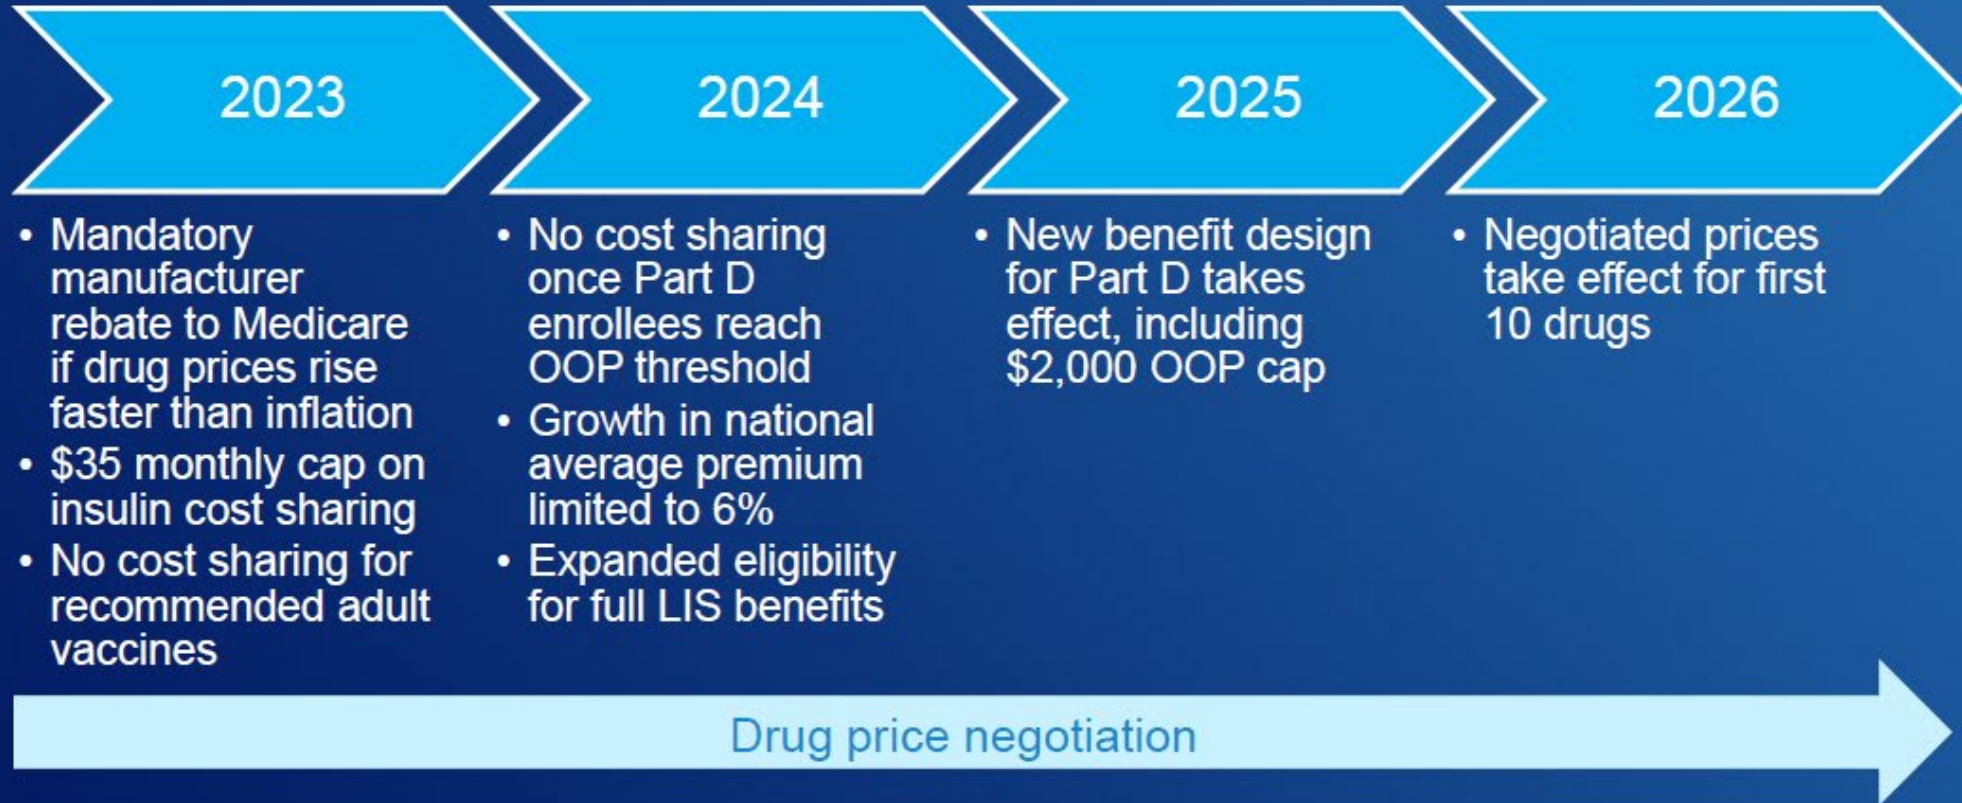 2023
2024
2025
2026
• Mandatory
manufacturer
rebate to Medicare
if drug prices rise
faster than inflation
• $35 monthly cap on
insulin cost sharing
• No cost sharing for
recommended adult
vaccines
• No cost sharing
once Part D
enrollees reach
OOP threshold
• Growth in national
average premium
limited to 6%
• Expanded eligibility
for full LIS benefits
• New benefit design
for Part D takes
effect, including
$2,000 OOP cap
• Negotiated prices
take effect for first
10 drugs
Drug price negotiation